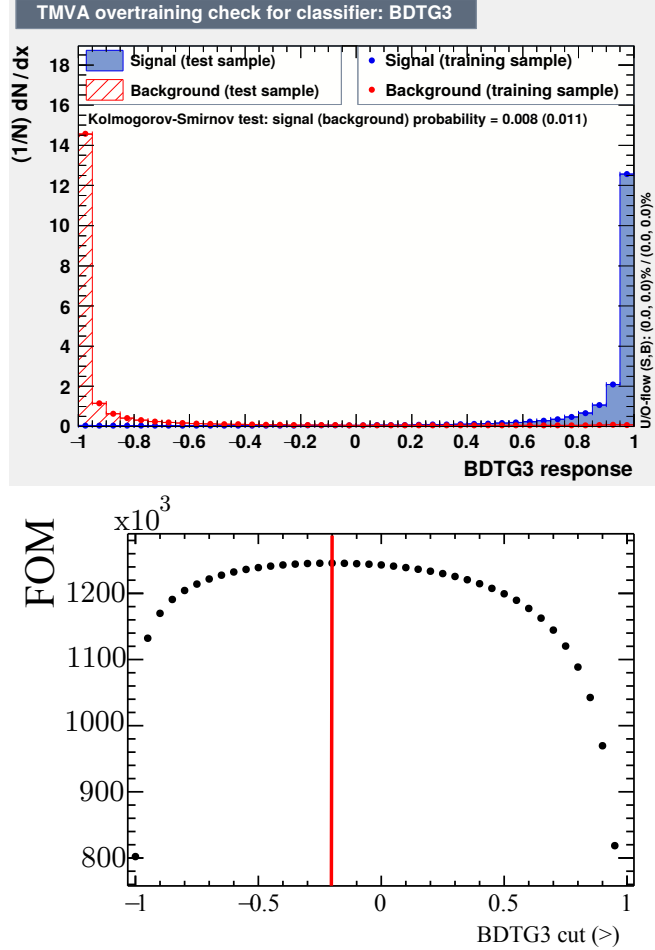 TMVA overtraining check for classifier: BDTG3
(1/N) dN / dx
18
16
14
12
10
8
6
4
2
0
Signal (test sample)
Background (test sample)
Signal (training sample)
Background (training sample)
Kolmogorov-Smirnov test: signal (background) probability = 0.008 (0.011)
U/O-flow (S,B): (0.0, 0.0)% / (0.0, 0.0)%
−1 −0.8 −0.6 −0.4 −0.2 0 0.2 0.4 0.6 0.8 1
BDTG3 response
x10³
FOM
1200
1100
1000
900
800
−1 −0.5 0 0.5 1
BDTG3 cut (>)